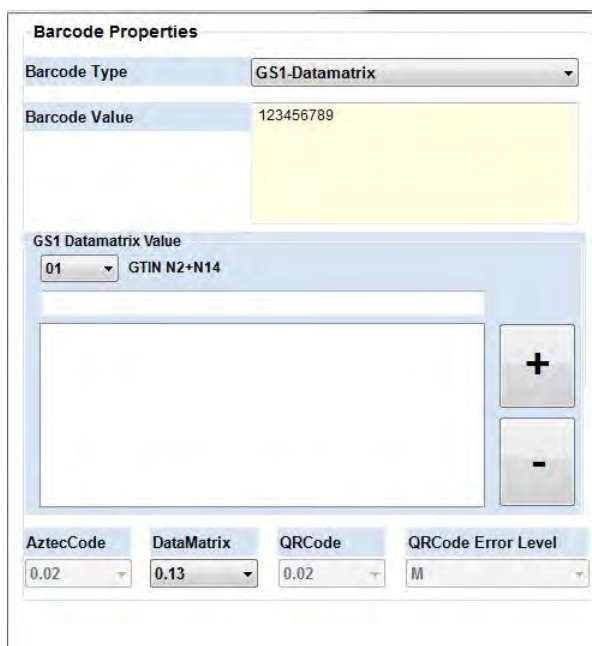 Barcode Properties
Barcode Type GS1-Datamatrix
Barcode Value 123456789
GS1 Datamatrix Value
01 GTIN N2+N14
+
-
AztecCode DataMatrix QRCode QRCode Error Level
0.02 0.13 0.02 M